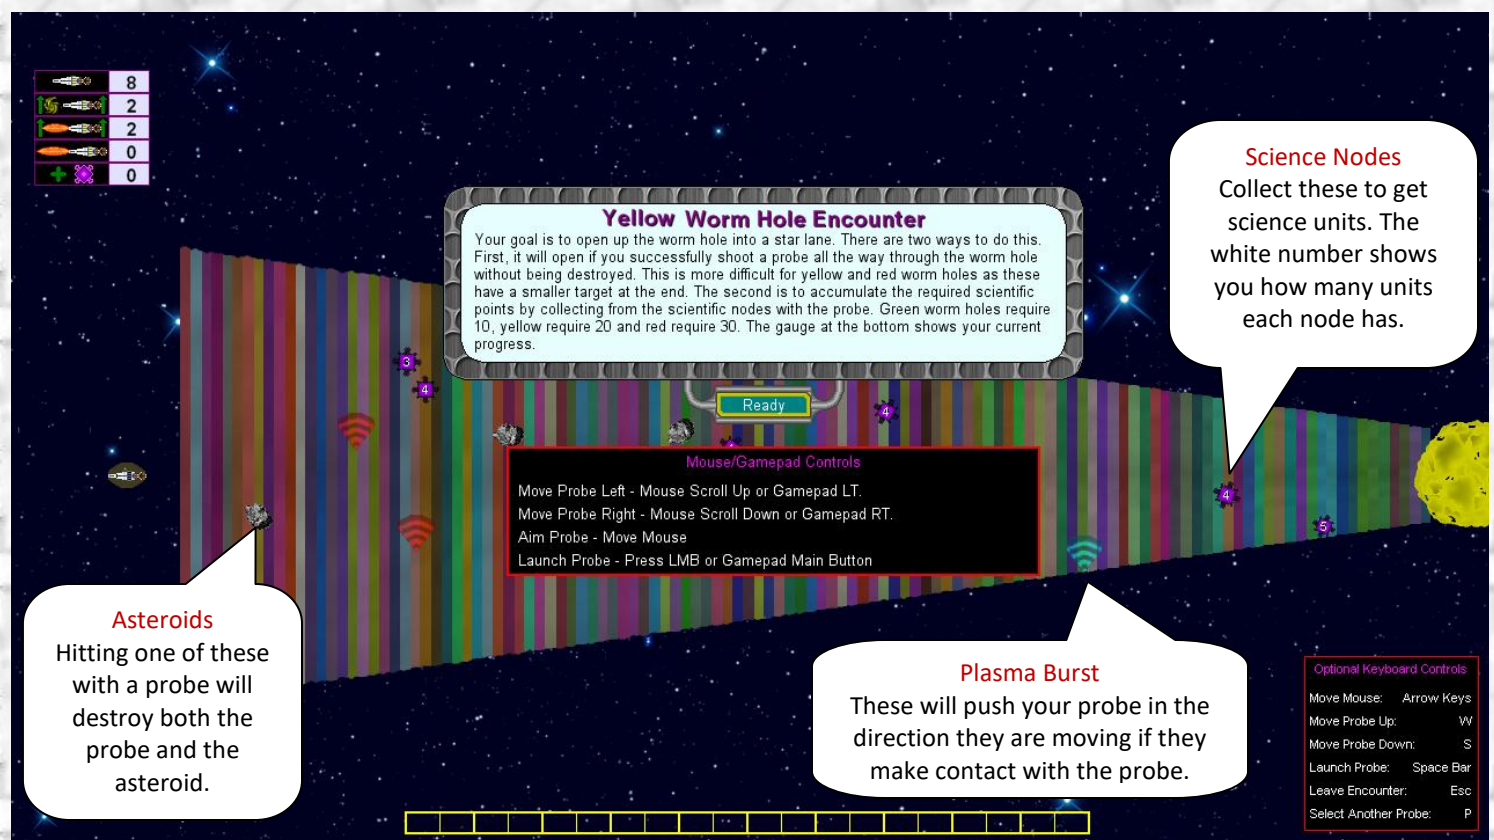 8
2
2
0
0
Yellow Worm Hole Encounter
Your goal is to open up the worm hole into a star lane. There are two ways to do this.
First, it will open if you successfully shoot a probe all the way through the worm hole
without being destroyed. This is more difficult for yellow and red worm holes as these
have a smaller target at the end. The second is to accumulate the required scientific
points by collecting from the scientific nodes with the probe. Green worm holes require
10, yellow require 20 and red require 30. The gauge at the bottom shows your current
progress.
Ready
Science Nodes
Collect these to get
science units. The
white number shows
you how many units
each node has.
3
4
4
4
5
Mouse/Gamepad Controls
Move Probe Left - Mouse Scroll Up or Gamepad LT.
Move Probe Right - Mouse Scroll Down or Gamepad RT.
Aim Probe - Move Mouse
Launch Probe - Press LMB or Gamepad Main Button
Asteroids
Hitting one of these
with a probe will
destroy both the
probe and the
asteroid.
Plasma Burst
These will push your probe in the
direction they are moving if they
make contact with the probe.
Optional Keyboard Controls
Move Mouse: Arrow Keys
Move Probe Up: W
Move Probe Down: S
Launch Probe: Space Bar
Leave Encounter: Esc
Select Another Probe: P